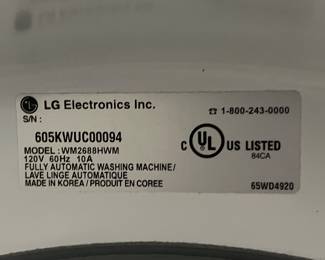 LG Electronics Inc.
☎ 1-800-243-0000
S/N :
605KWUC00094
MODEL : WM2688HWM
120V 60Hz 10A
FULLY AUTOMATIC WASHING MACHINE/
LAVE LINGE AUTOMATIQUE
MADE IN KOREA / PRODUIT EN COREE
C UL US LISTED
84CA
65WD4920